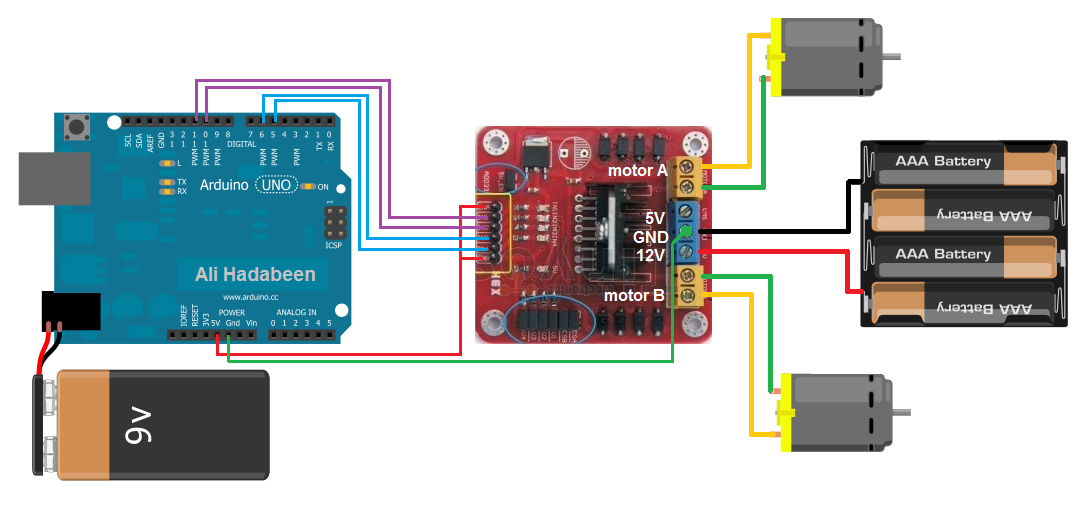 SCL
SDA
AREF
GND
13
12
11
10
9
8
DIGITAL
7
6
5
4
3
2
1
0
PWM
PWM
PWM
PWM
PWM
PWM
TX
RX
L
TX
RX
Arduino UNO
ON
1
ICSP
Ali Hadabeen
www.arduino.cc
POWER
ANALOG IN
IOREF
RESET
3V3
5V
Gnd
Vin
0
1
2
3
4
5
9v
motor A
5V
GND
12V
motor B
AAA Battery
AAA Battery
AAA Battery
AAA Battery